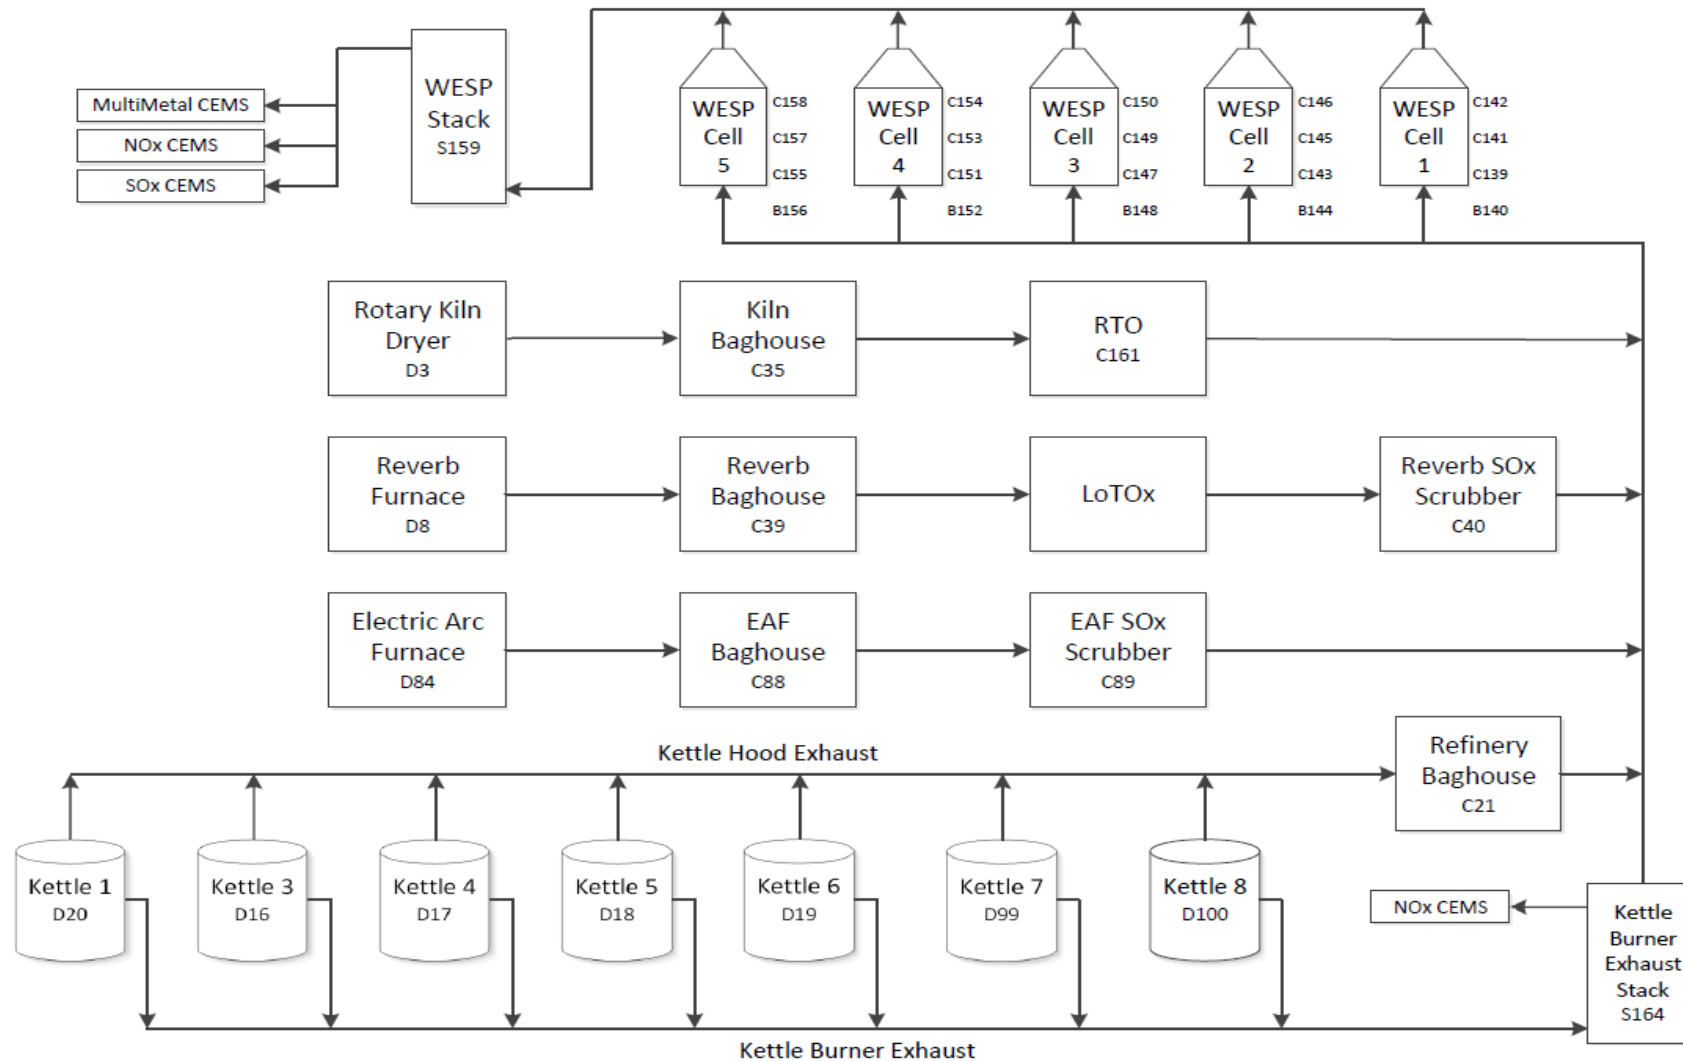 WESP
Stack
S159
MultiMetal CEMS
NOx CEMS
SOx CEMS
WESP
Cell
5
C158
C157
C155
B156
WESP
Cell
4
C154
C153
C151
B152
WESP
Cell
3
C150
C149
C147
B148
WESP
Cell
2
C146
C145
C143
B144
WESP
Cell
1
C142
C141
C139
B140
Rotary Kiln
Dryer
D3
Kiln
Baghouse
C35
RTO
C161
Reverb
Furnace
D8
Reverb
Baghouse
C39
LoTOx
Reverb SOx
Scrubber
C40
Electric Arc
Furnace
D84
EAF
Baghouse
C88
EAF SOx
Scrubber
C89
Kettle Hood Exhaust
Refinery
Baghouse
C21
Kettle 1
D20
Kettle 3
D16
Kettle 4
D17
Kettle 5
D18
Kettle 6
D19
Kettle 7
D99
Kettle 8
D100
NOx CEMS
Kettle
Burner
Exhaust
Stack
S164
Kettle Burner Exhaust